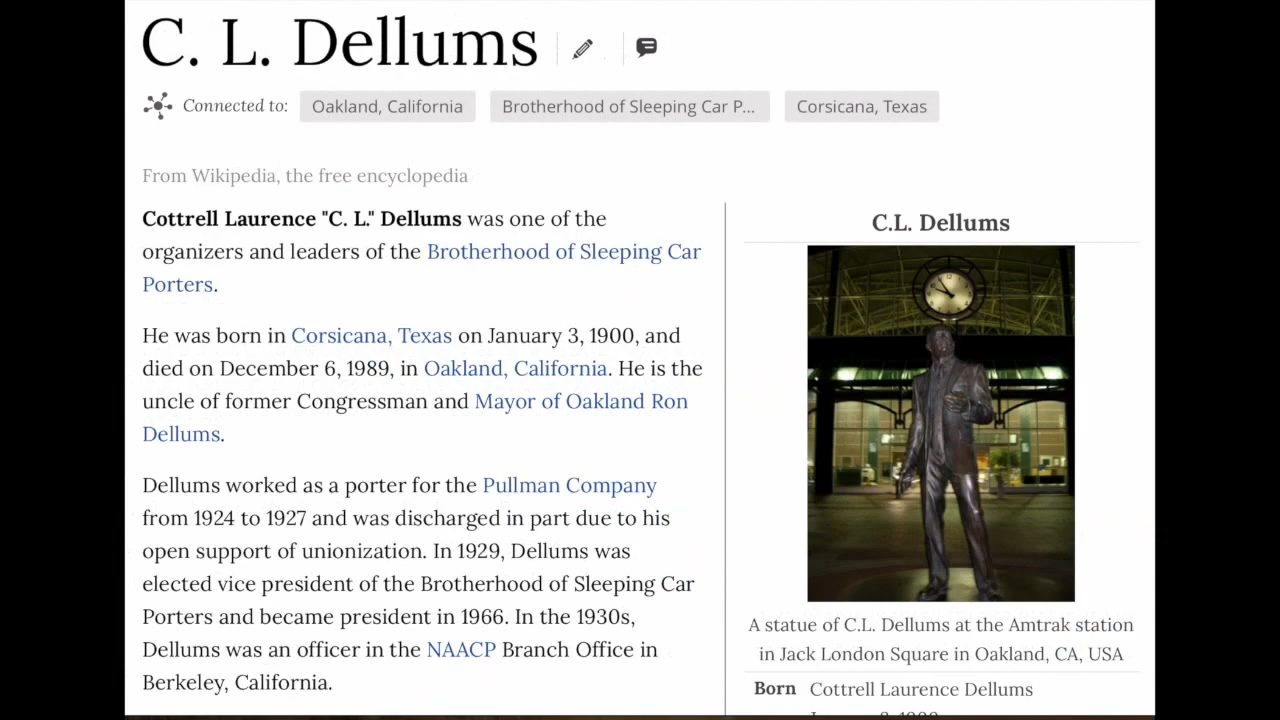 C. L. Dellums
Connected to:
Oakland, California
Brotherhood of Sleeping Car P...
Corsicana, Texas
From Wikipedia, the free encyclopedia
Cottrell Laurence "C. L." Dellums was one of the
organizers and leaders of the Brotherhood of Sleeping Car
Porters.
He was born in Corsicana, Texas on January 3, 1900, and
died on December 6, 1989, in Oakland, California. He is the
uncle of former Congressman and Mayor of Oakland Ron
Dellums.
Dellums worked as a porter for the Pullman Company
from 1924 to 1927 and was discharged in part due to his
open support of unionization. In 1929, Dellums was
elected vice president of the Brotherhood of Sleeping Car
Porters and became president in 1966. In the 1930s,
Dellums was an officer in the NAACP Branch Office in
Berkeley, California.
C.L. Dellums
A statue of C.L. Dellums at the Amtrak station
in Jack London Square in Oakland, CA, USA
Born Cottrell Laurence Dellums